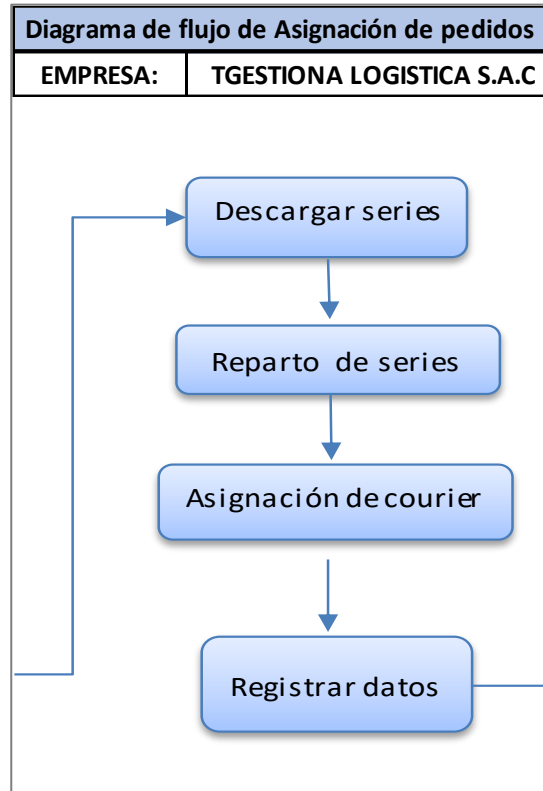 Diagrama de flujo de Asignación de pedidos
EMPRESA: TGESTIONA LOGISTICA S.A.C
Descargar series
Reparto de series
Asignación de courier
Registrar datos